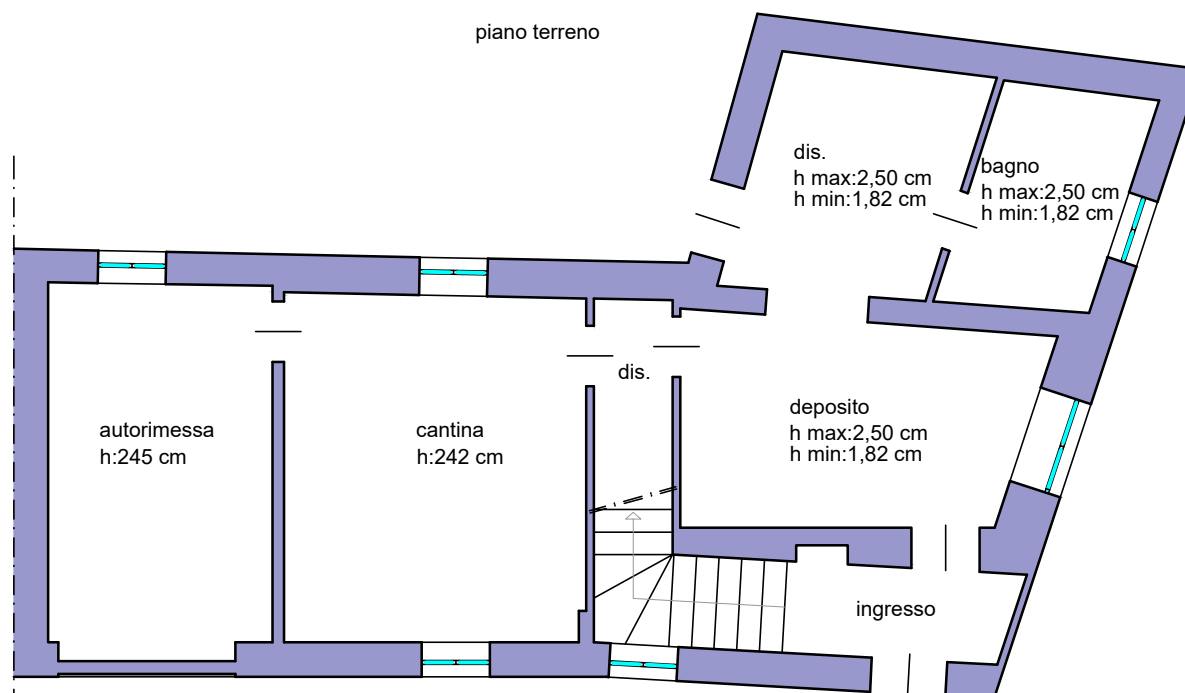 piano terreno
dis.
h max:2,50 cm
h min:1,82 cm
bagno
h max:2,50 cm
h min:1,82 cm
dis.
autorimessa
h:245 cm
cantina
h:242 cm
deposito
h max:2,50 cm
h min:1,82 cm
ingresso